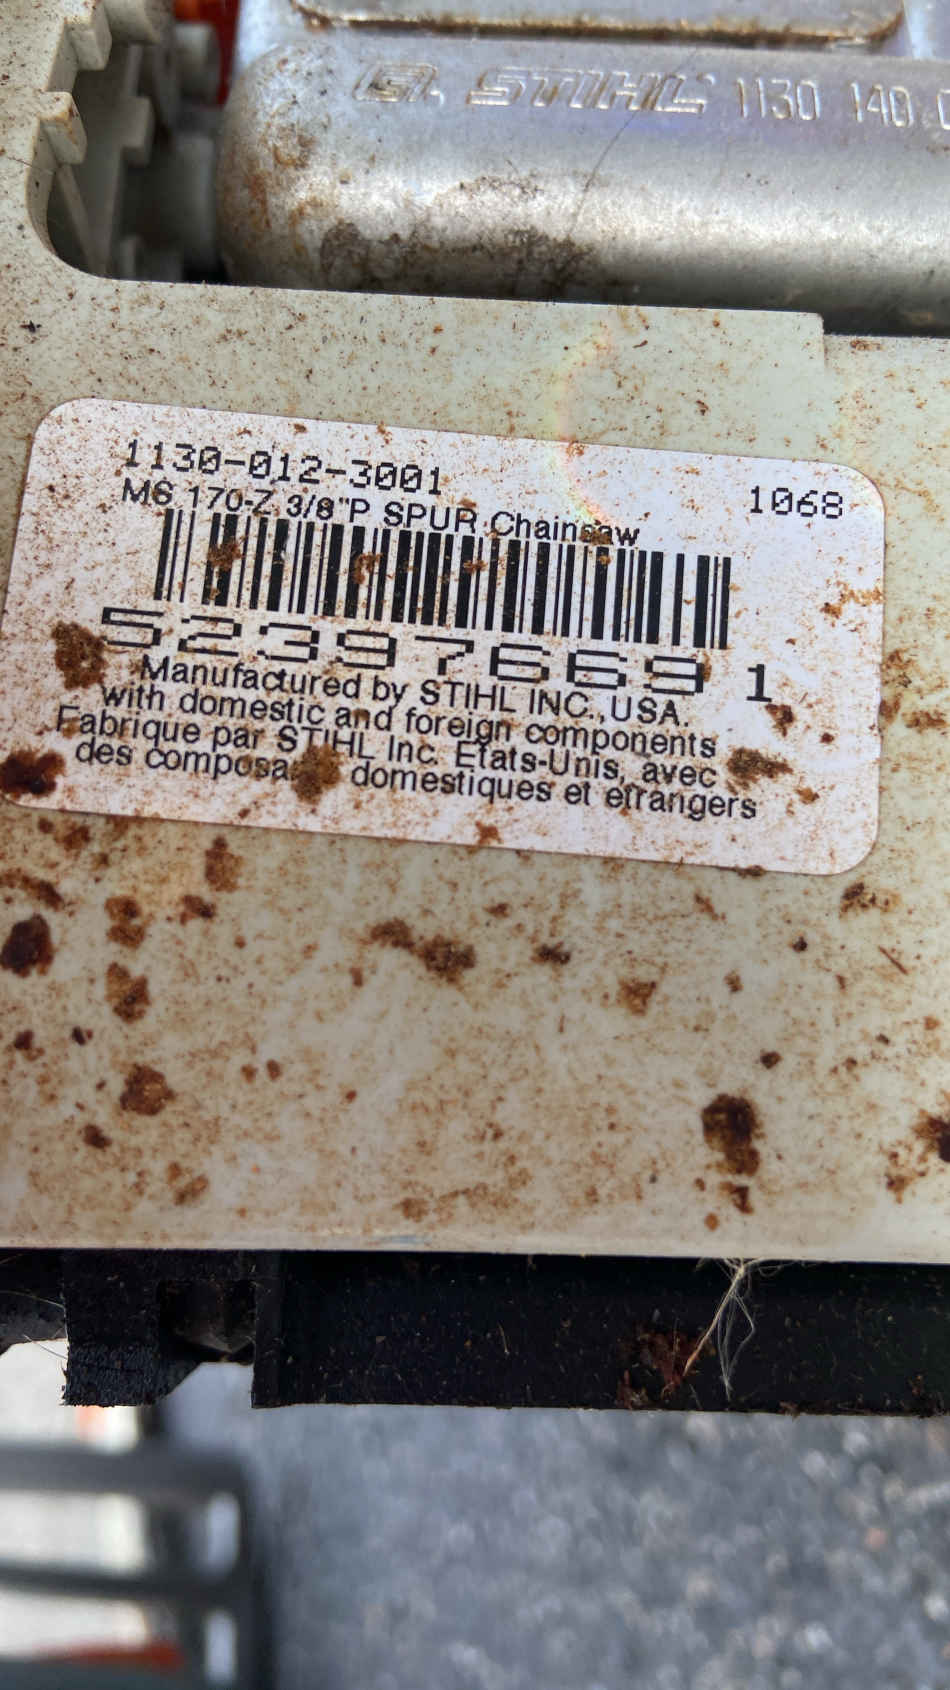 STIHL 1130 140
1130-012-3001
1068
MS 170-Z 3/8"P SPUR Chainsaw
523976691
Manufactured by STIHL INC., USA.
with domestic and foreign components
Fabrique par STIHL Inc. Etats-Unis, avec
des domestiques et etrangers